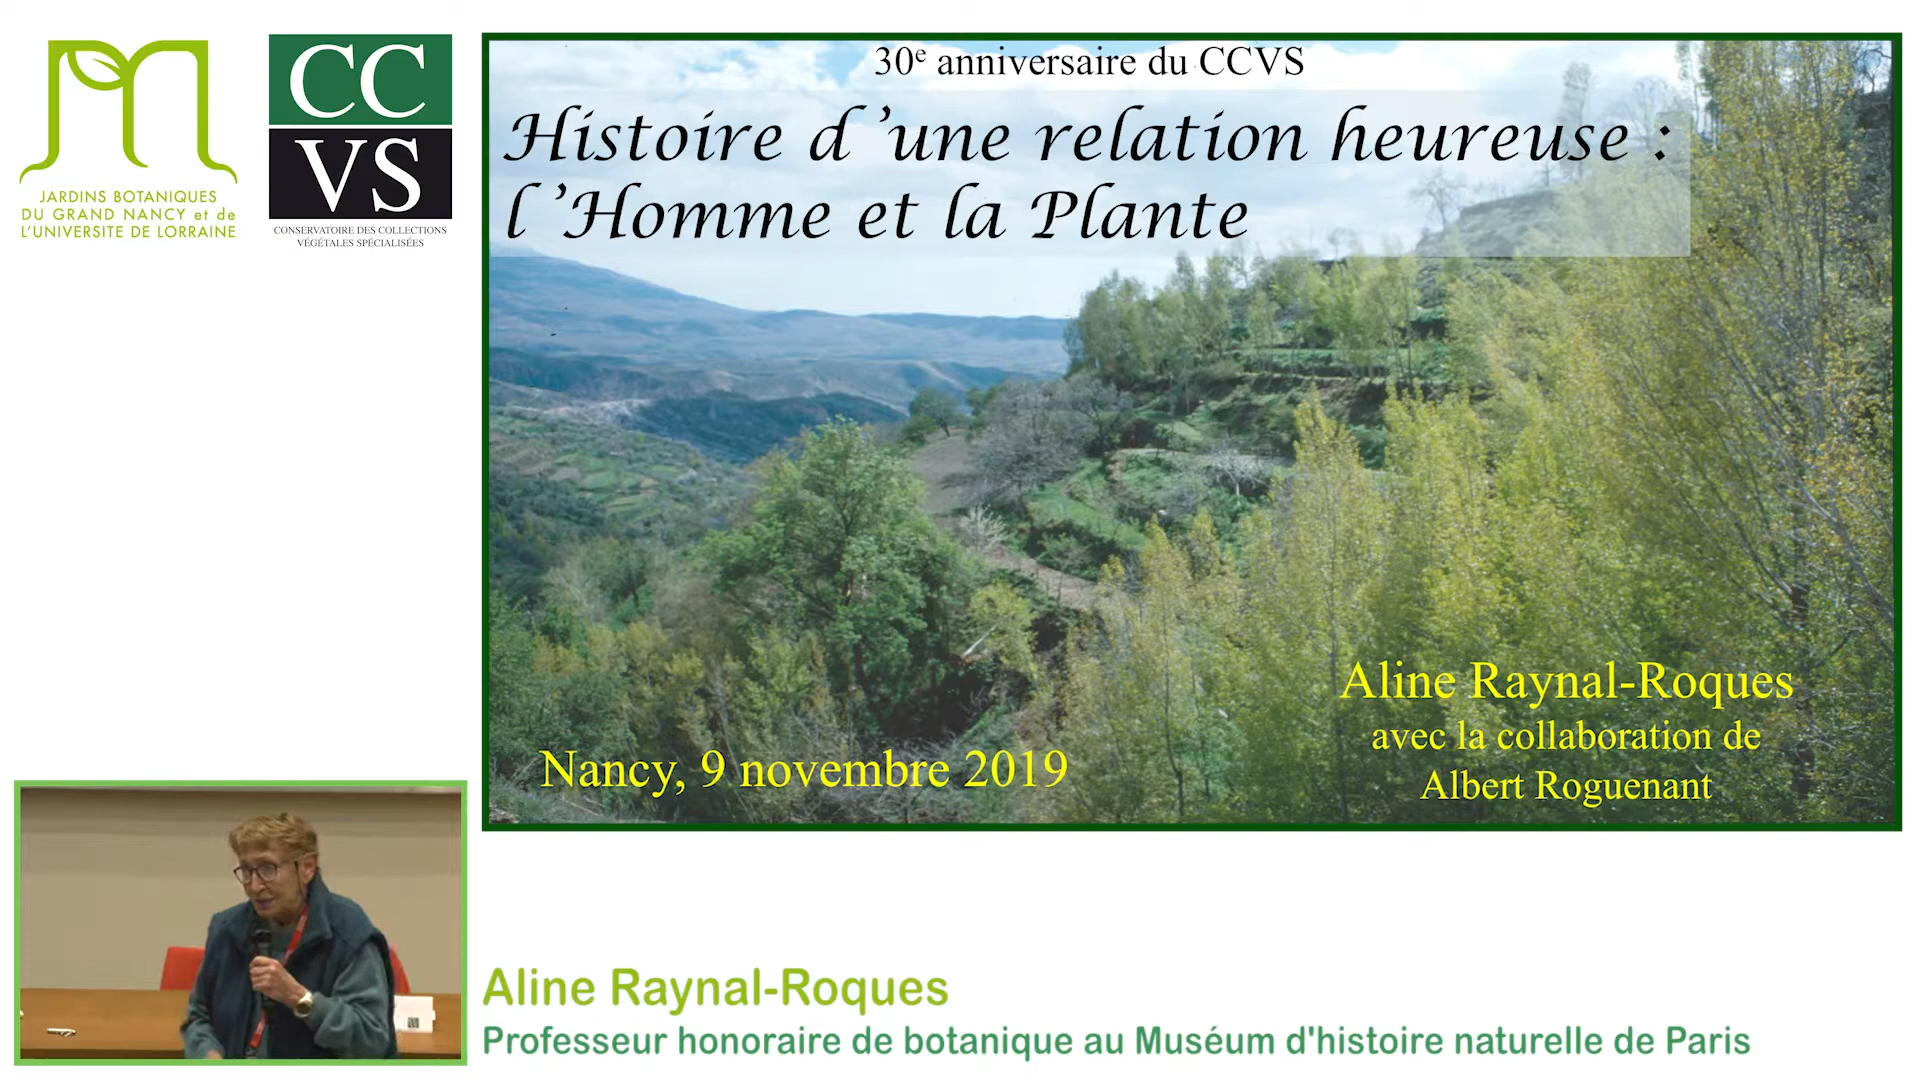 JARDINS BOTANIQUES
DU GRAND NANCY et de
L'UNIVERSITE DE LORRAINE
CC
VS
CONSERVATOIRE DES COLLECTIONS
VÉGÉTALES SPÉCIALISÉES
30e anniversaire du CCVS
Histoire d'une relation heureuse :
l'Homme et la Plante
Nancy, 9 novembre 2019
Aline Raynal-Roques
avec la collaboration de
Albert Roguenant
Aline Raynal-Roques
Professeur honoraire de botanique au Muséum d'histoire naturelle de Paris